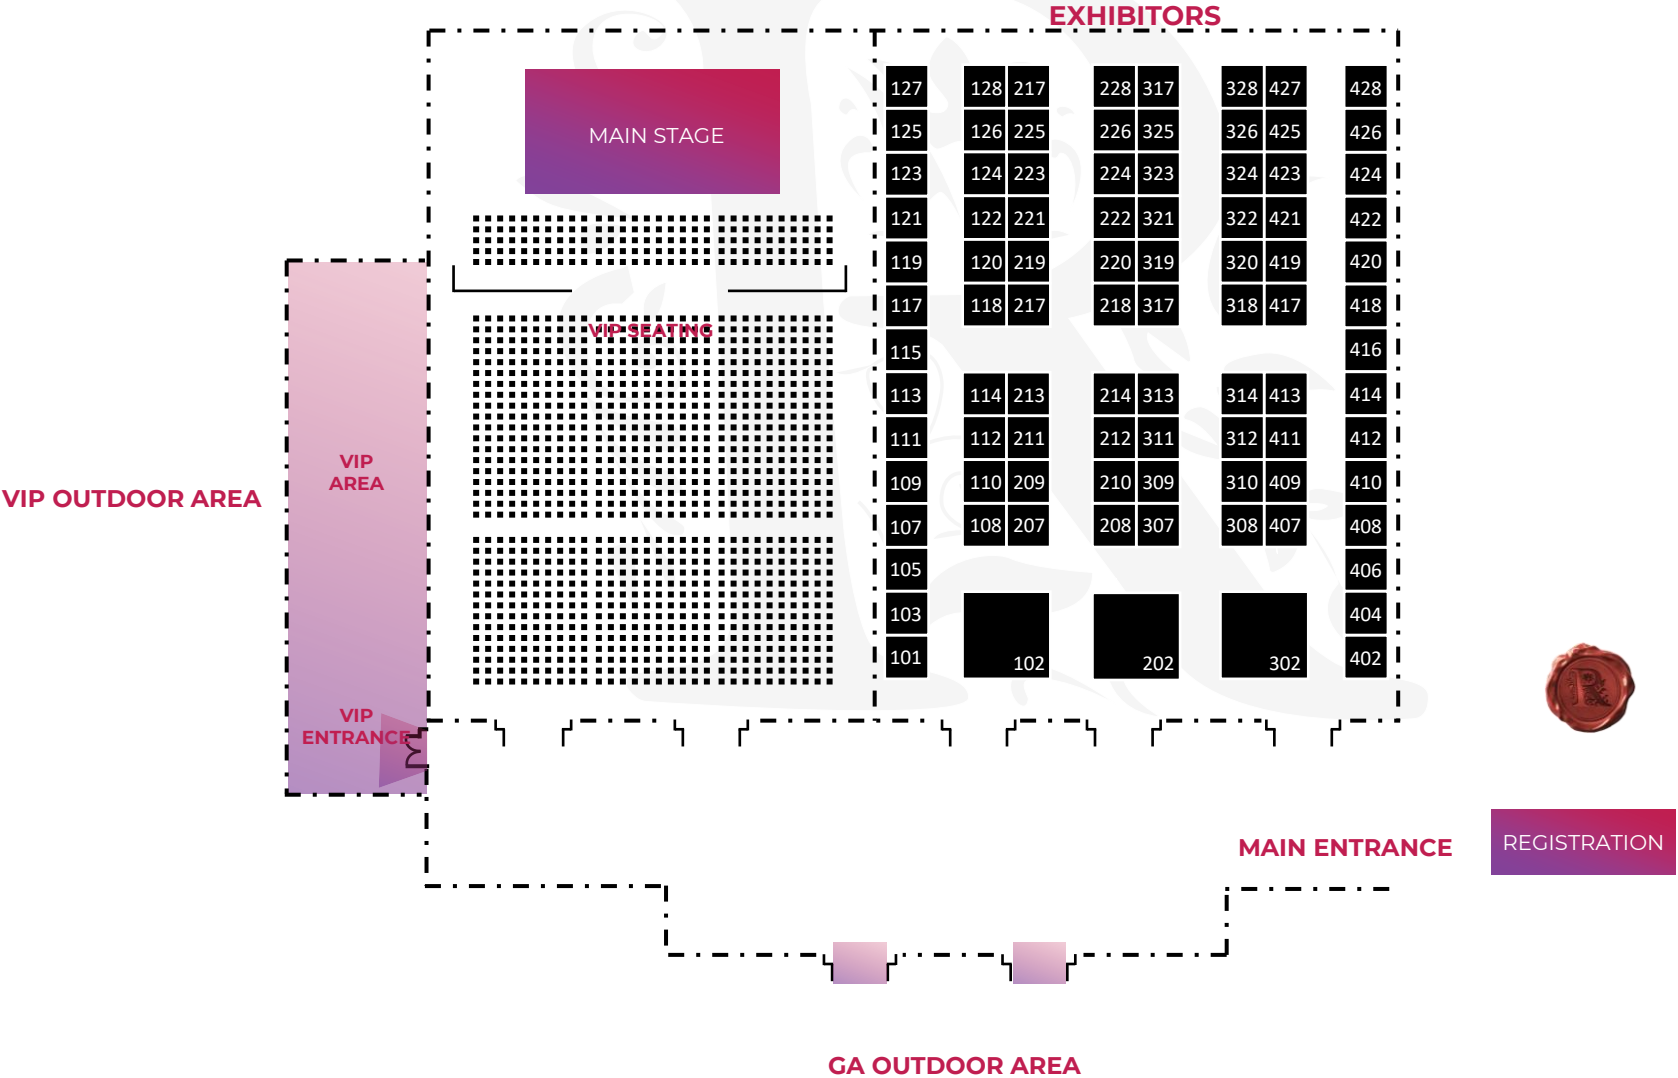 EXHIBITORS
127 128 217 228 317 328 427 428
MAIN STAGE
125 126 225 226 325 326 425 426
123 124 223 224 323 324 423 424
121 122 221 222 321 322 421 422
119 120 219 220 319 320 419 420
117 118 217 218 317 318 417 418
VIP SEATING
115 416
113 114 213 214 313 314 413 414
111 112 211 212 311 312 411 412
VIP
AREA
109 110 209 210 309 310 409 410
VIP OUTDOOR AREA
107 108 207 208 307 308 407 408
105 406
103 404
101 102 202 302 402
VIP
ENTRANCE
MAIN ENTRANCE
REGISTRATION
GA OUTDOOR AREA